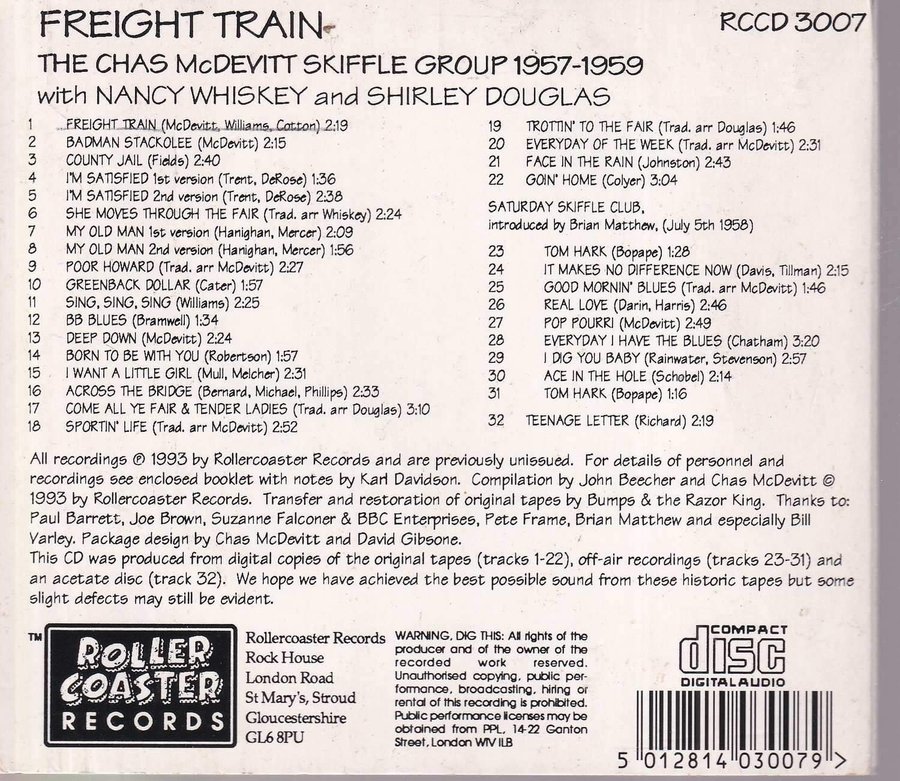 FREIGHT TRAIN
RCCD 3007
THE CHAS McDEVITT SKIFFLE GROUP 1957-1959
with NANCY WHISKEY and SHIRLEY DOUGLAS
1 FREIGHT TRAIN (McDevitt, Williams, Cotton) 2:19
2 BADMAN STACKOLEE (McDevitt) 2:15
3 COUNTY JAIL (Fields) 2:40
4 I'M SATISFIED 1st version (Trent, DeRose) 1:36
5 I'M SATISFIED 2nd version (Trent, DeRose) 2:38
6 SHE MOVES THROUGH THE FAIR (Trad. arr Whiskey) 2:24
7 MY OLD MAN 1st version (Hanighan, Mercer) 2:09
8 MY OLD MAN 2nd version (Hanighan, Mercer) 1:56
9 POOR HOWARD (Trad. arr McDevitt) 2:27
10 GREENBACK DOLLAR (Cater) 1:57
11 SING, SING, SING (Williams) 2:25
12 BB BLUES (Bramwell) 1:34
13 DEEP DOWN (McDevitt) 2:24
14 BORN TO BE WITH YOU (Robertson) 1:57
15 I WANT A LITTLE GIRL (Mull, Melcher) 2:31
16 ACROSS THE BRIDGE (Bernard, Michael, Phillips) 2:33
17 COME ALL YE FAIR & TENDER LADIES (Trad. arr Douglas) 3:10
18 SPORTIN' LIFE (Trad. arr McDevitt) 2:52
19 TROTTIN' TO THE FAIR (Trad. arr Douglas) 1:46
20 EVERYDAY OF THE WEEK (Trad. arr McDevitt) 2:31
21 FACE IN THE RAIN (Johnston) 2:43
22 GOIN' HOME (Colyer) 3:04
SATURDAY SKIFFLE CLUB,
introduced by Brian Matthew, (July 5th 1958)
23 TOM HARK (Bopape) 1:28
24 IT MAKES NO DIFFERENCE NOW (Davis, Tillman) 2:15
25 GOOD MORNIN' BLUES (Trad. arr McDevitt) 1:46
26 REAL LOVE (Darin, Harris) 2:46
27 POP POURRI (McDevitt) 2:49
28 EVERYDAY I HAVE THE BLUES (Chatham) 3:20
29 I DIG YOU BABY (Rainwater, Stevenson) 2:57
30 ACE IN THE HOLE (Schobel) 2:14
31 TOM HARK (Bopape) 1:16
32 TEENAGE LETTER (Richard) 2:19
All recordings ℗ 1993 by Rollercoaster Records and are previously unissued. For details of personnel and
recordings see enclosed booklet with notes by Karl Davidson. Compilation by John Beecher and Chas McDevitt ©
1993 by Rollercoaster Records. Transfer and restoration of original tapes by Bumps & the Razor King. Thanks to:
Paul Barrett, Joe Brown, Suzanne Falconer & BBC Enterprises, Pete Frame, Brian Matthew and especially Bill
Varley. Package design by Chas McDevitt and David Gibsone.
This CD was produced from digital copies of the original tapes (tracks 1-22), off-air recordings (tracks 23-31) and
an acetate disc (track 32). We hope we have achieved the best possible sound from these historic tapes but some
slight defects may still be evident.
TM
ROLLER
COASTER
RECORDS
Rollercoaster Records
Rock House
London Road
St Mary's, Stroud
Gloucestershire
GL6 8PU
WARNING, DIG THIS: All rights of the
producer and of the owner of the
recorded work reserved.
Unauthorised copying, public per-
formance, broadcasting, hiring or
rental of this recording is prohibited.
Public performance licenses may be
obtained from PPL, 14-22 Ganton
Street, London W1V 1LB
COMPACT
disc
DIGITAL AUDIO
5 012814 030079 >